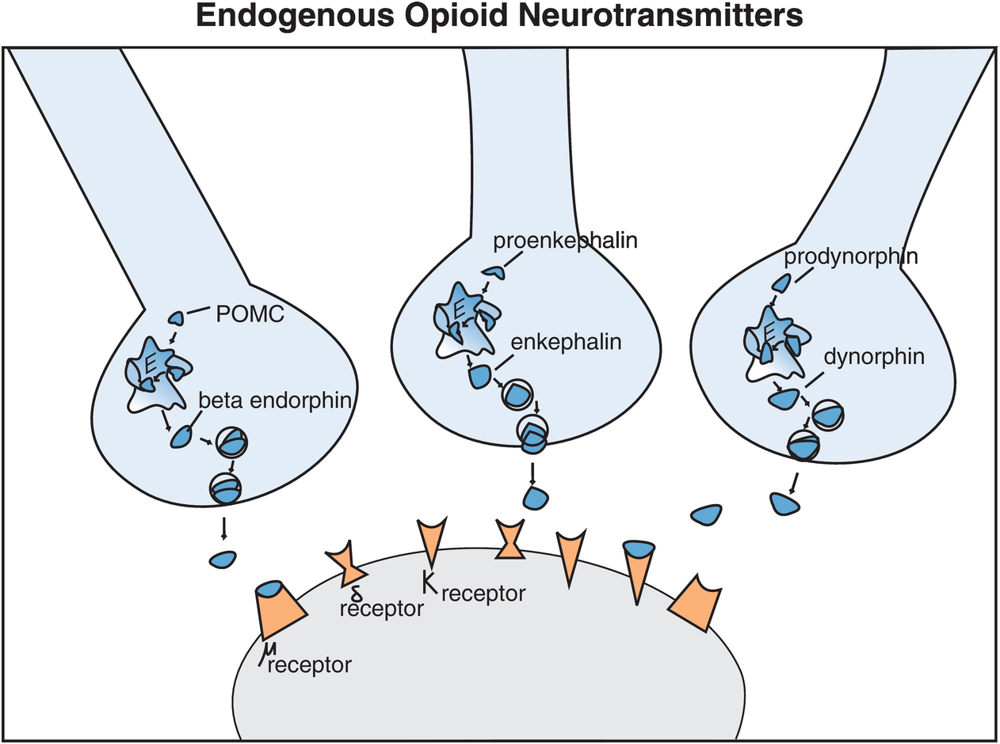 Endogenous Opioid Neurotransmitters
POMC
E
beta endorphin
proenkephalin
E
enkephalin
prodynorphin
E
dynorphin
μ
receptor
δ
receptor
K receptor